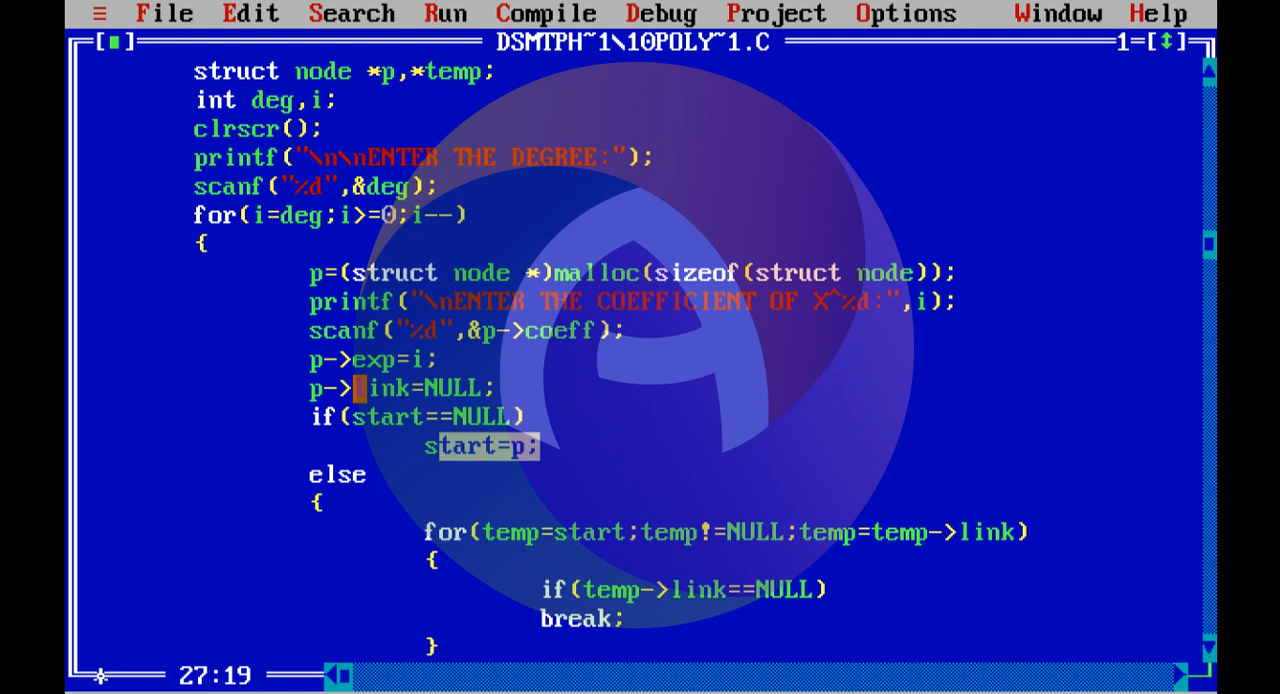 ≡ File Edit Search Run Compile Debug Project Options Window Help
[■] DSMTPH~1\10POLY~1.C 1=[↕]
struct node *p,*temp;
int deg,i;
clrscr();
printf("\n\nENTER THE DEGREE:");
scanf("%d",&deg);
for(i=deg;i>=0;i--)
{
p=(struct node *)malloc(sizeof(struct node));
printf("\nENTER THE COEFFICIENT OF X^%d:",i);
scanf("%d",&p->coeff);
p->exp=i;
p->link=NULL;
if(start==NULL)
start=p;
else
{
for(temp=start;temp!=NULL;temp=temp->link)
{
if(temp->link==NULL)
break;
}
27:19